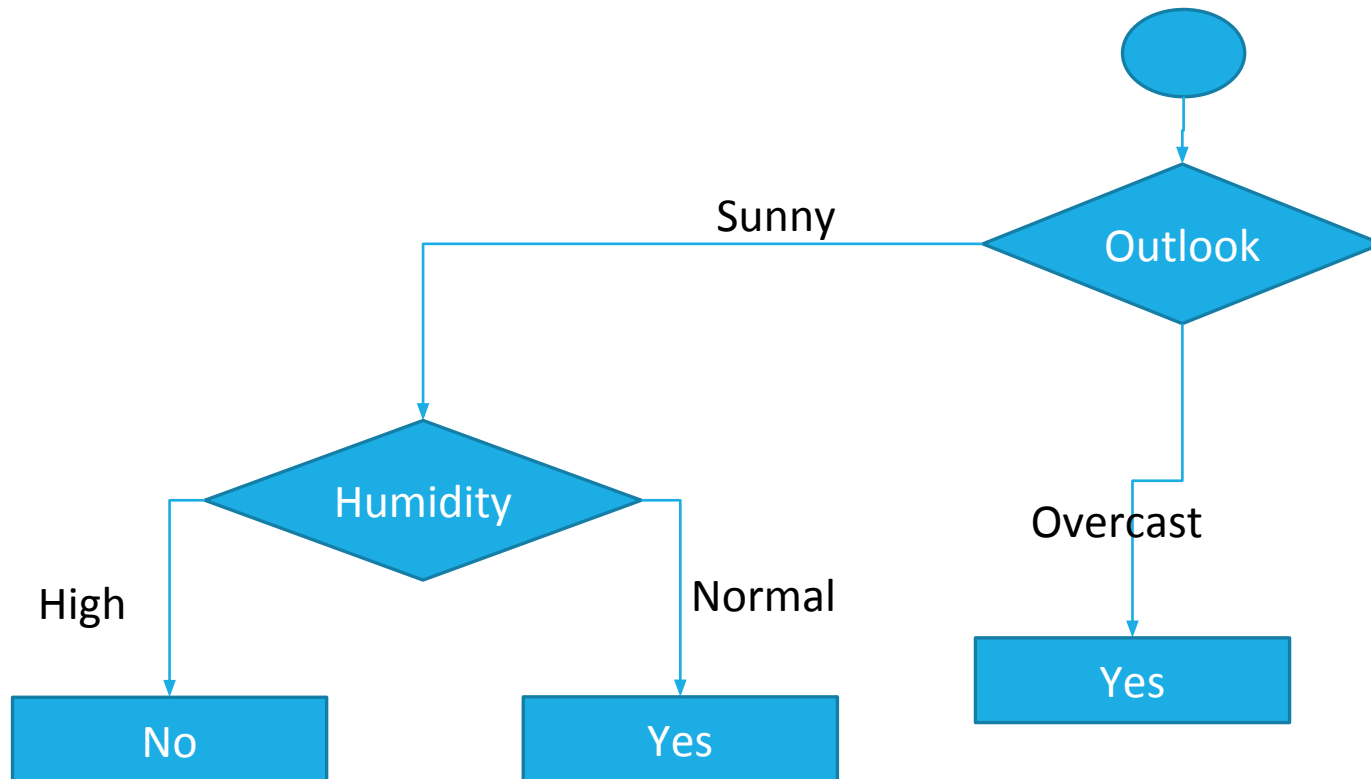 Sunny
Outlook
Humidity
Overcast
High
Normal
Yes
No
Yes